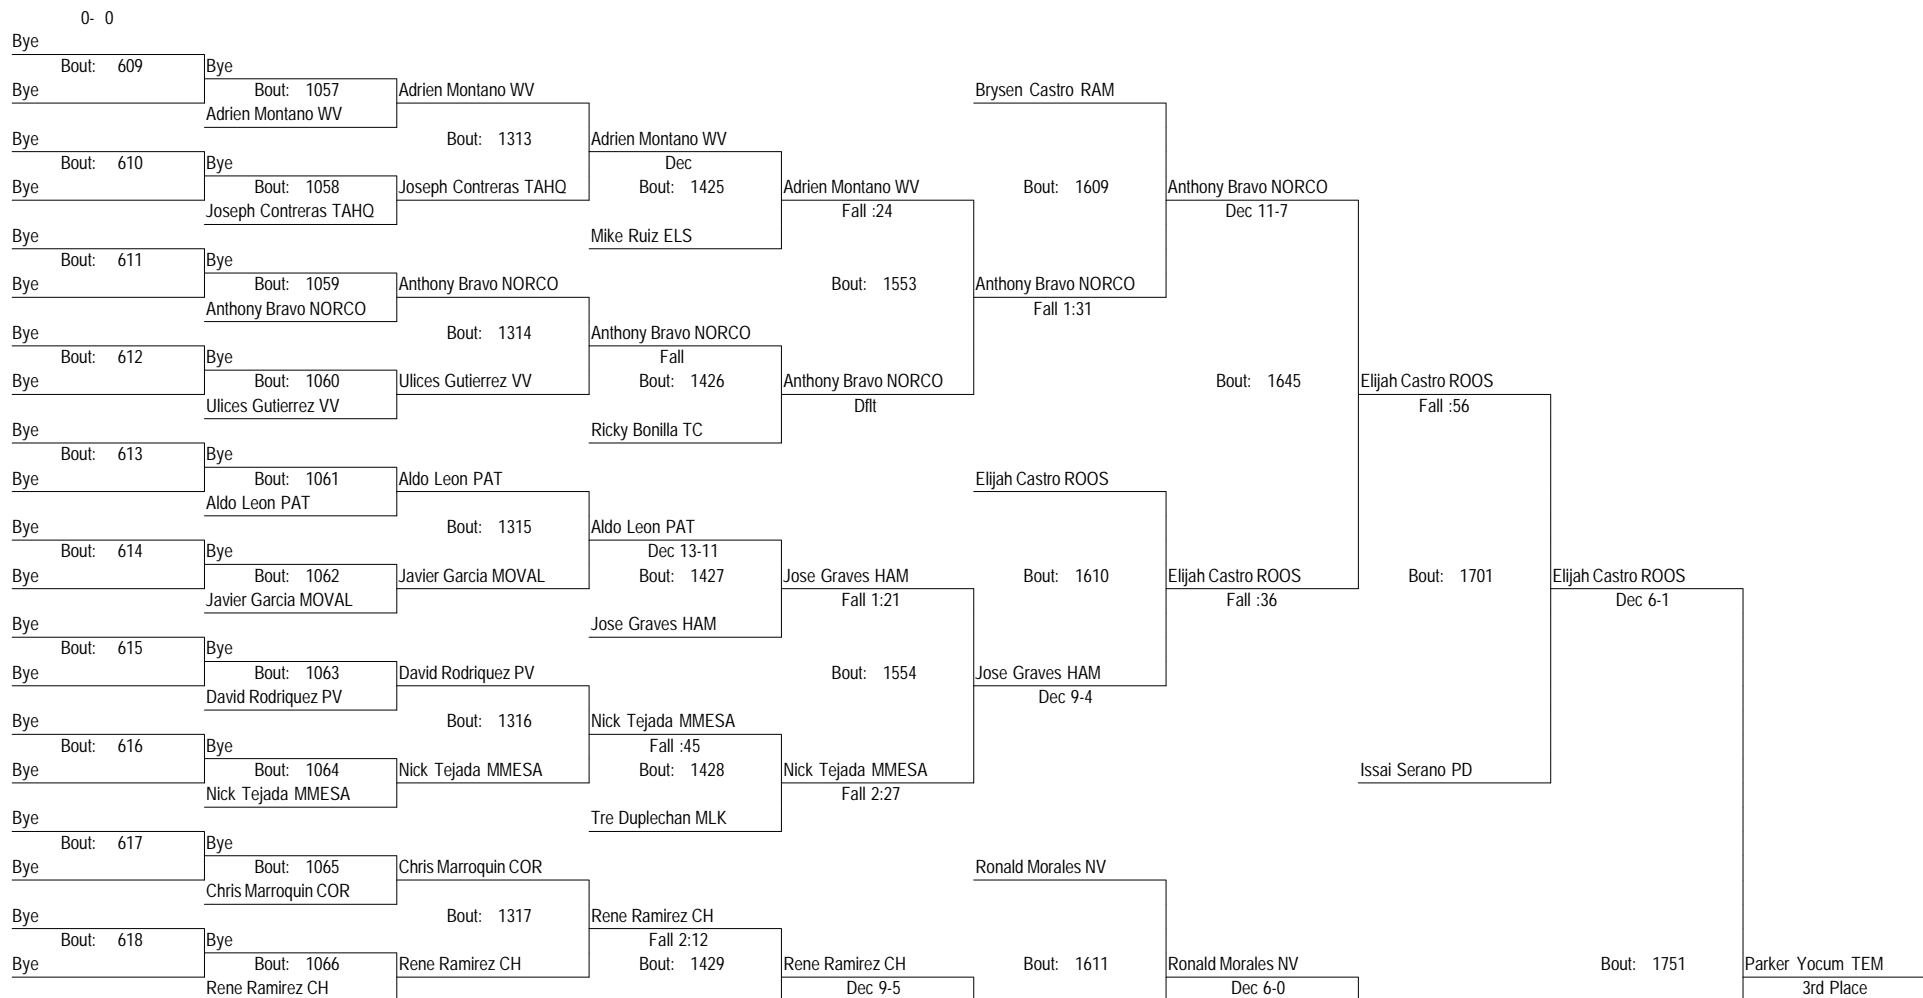 0- 0
Bye
Bout: 609 Bye
Bye Bout: 1057 Adrien Montano WV Brysen Castro RAM
Adrien Montano WV
Bye Bout: 1313 Adrien Montano WV
Bout: 610 Bye Dec
Bye Bout: 1058 Joseph Contreras TAHQ Bout: 1425 Adrien Montano WV Bout: 1609 Anthony Bravo NORCO
Joseph Contreras TAHQ Fall :24 Dec 11-7
Bye Mike Ruiz ELS
Bout: 611 Bye
Bye Bout: 1059 Anthony Bravo NORCO Bout: 1553 Anthony Bravo NORCO
Anthony Bravo NORCO Fall 1:31
Bye Bout: 1314 Anthony Bravo NORCO
Bout: 612 Bye Fall
Bye Bout: 1060 Ulices Gutierrez VV Bout: 1426 Anthony Bravo NORCO Bout: 1645 Elijah Castro ROOS
Ulices Gutierrez VV Dflt Fall :56
Bye Ricky Bonilla TC
Bout: 613 Bye
Bye Bout: 1061 Aldo Leon PAT Elijah Castro ROOS
Aldo Leon PAT
Bye Bout: 1315 Aldo Leon PAT
Bout: 614 Bye Dec 13-11
Bye Bout: 1062 Javier Garcia MOVAL Bout: 1427 Jose Graves HAM Bout: 1610 Elijah Castro ROOS Bout: 1701 Elijah Castro ROOS
Javier Garcia MOVAL Fall 1:21 Fall :36 Dec 6-1
Bye Jose Graves HAM
Bout: 615 Bye
Bye Bout: 1063 David Rodriquez PV Bout: 1554 Jose Graves HAM
David Rodriquez PV Dec 9-4
Bye Bout: 1316 Nick Tejada MMESA
Bout: 616 Bye Fall :45
Bye Bout: 1064 Nick Tejada MMESA Bout: 1428 Nick Tejada MMESA Issai Serano PD
Nick Tejada MMESA Fall 2:27
Bye Tre Duplechan MLK
Bout: 617 Bye
Bye Bout: 1065 Chris Marroquin COR Ronald Morales NV
Chris Marroquin COR
Bye Bout: 1317 Rene Ramirez CH
Bout: 618 Bye Fall 2:12
Bye Bout: 1066 Rene Ramirez CH Bout: 1429 Rene Ramirez CH Bout: 1611 Ronald Morales NV Bout: 1751 Parker Yocum TEM
Rene Ramirez CH Dec 9-5 Dec 6-0 3rd Place